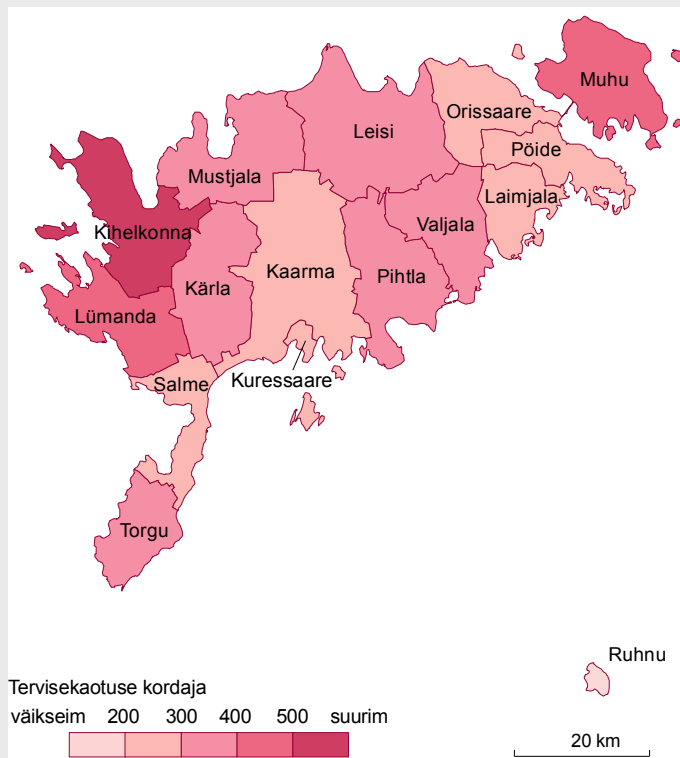 Muhu
Orissaare
Leisi
Pöide
Mustjala
Laimjala
Valjala
Kihelkonna
Kaarma
Pihtla
Kärla
Lümanda
Salme
Kuressaare
Torgu
Ruhnu
Tervisekaotuse kordaja
väikseim 200 300 400 500 suurim
20 km